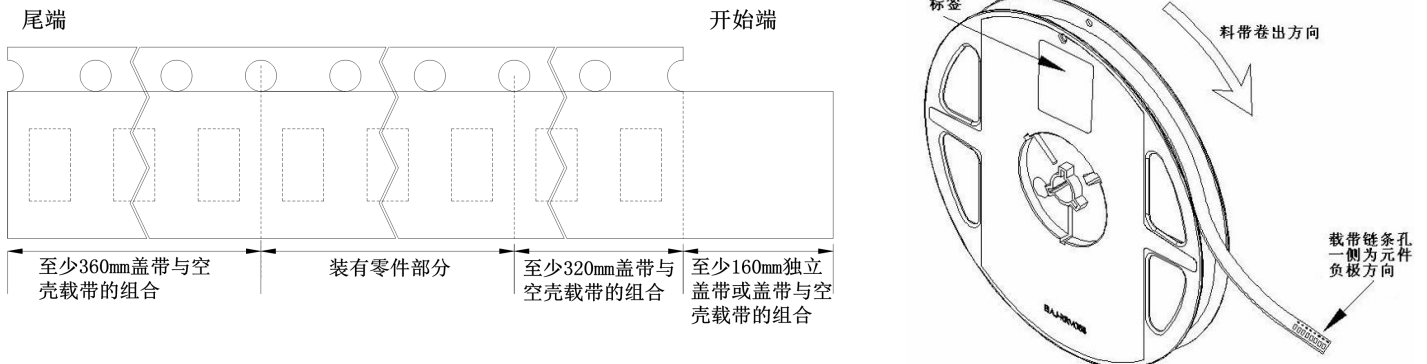 尾端
开始端
至少360mm盖带与空
壳载带的组合
装有零件部分
至少320mm盖带与
空壳载带的组合
至少160mm独立
盖带或盖带与空
壳载带的组合
标签
料带卷出方向
载带链条孔
一侧为元件
负极方向